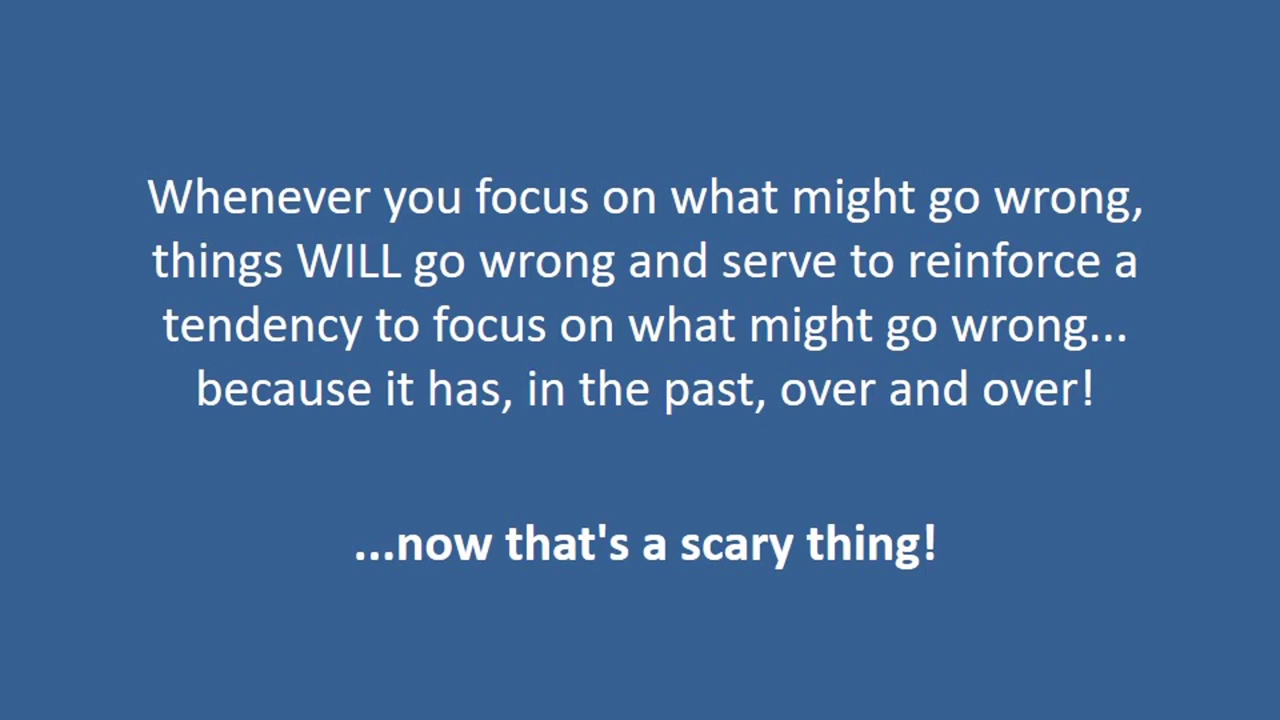 Whenever you focus on what might go wrong,
things WILL go wrong and serve to reinforce a
tendency to focus on what might go wrong...
because it has, in the past, over and over!
...now that's a scary thing!